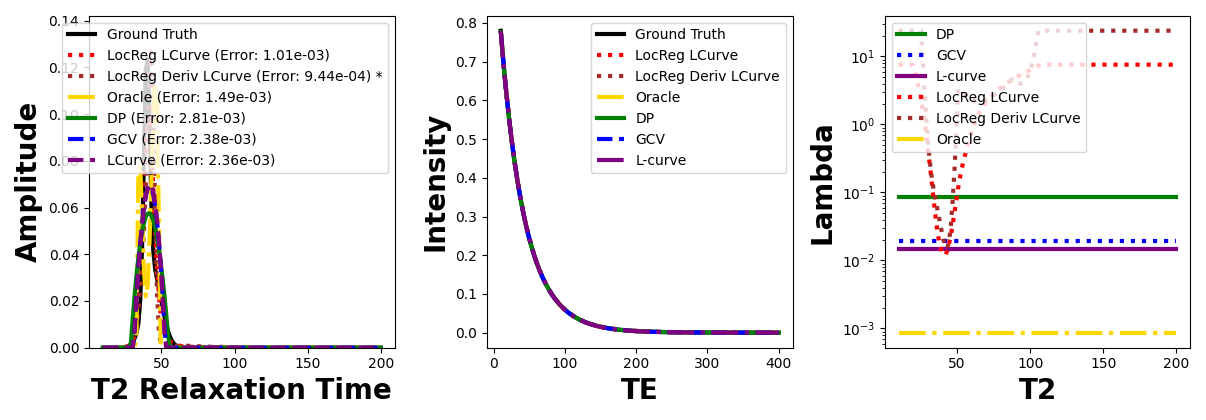 0.14
0.12
0.10
0.08
0.06
0.04
0.02
0.00
Amplitude
50
100
150
200
T2 Relaxation Time
Ground Truth
LocReg LCurve (Error: 1.01e-03)
LocReg Deriv LCurve (Error: 9.44e-04) *
Oracle (Error: 1.49e-03)
DP (Error: 2.81e-03)
GCV (Error: 2.38e-03)
LCurve (Error: 2.36e-03)
0.8
0.7
0.6
0.5
0.4
0.3
0.2
0.1
0.0
Intensity
0
100
200
300
400
TE
Ground Truth
LocReg LCurve
LocReg Deriv LCurve
Oracle
DP
GCV
L-curve
10¹
10⁰
10⁻¹
10⁻²
10⁻³
Lambda
50
100
150
200
T2
DP
GCV
L-curve
LocReg LCurve
LocReg Deriv LCurve
Oracle